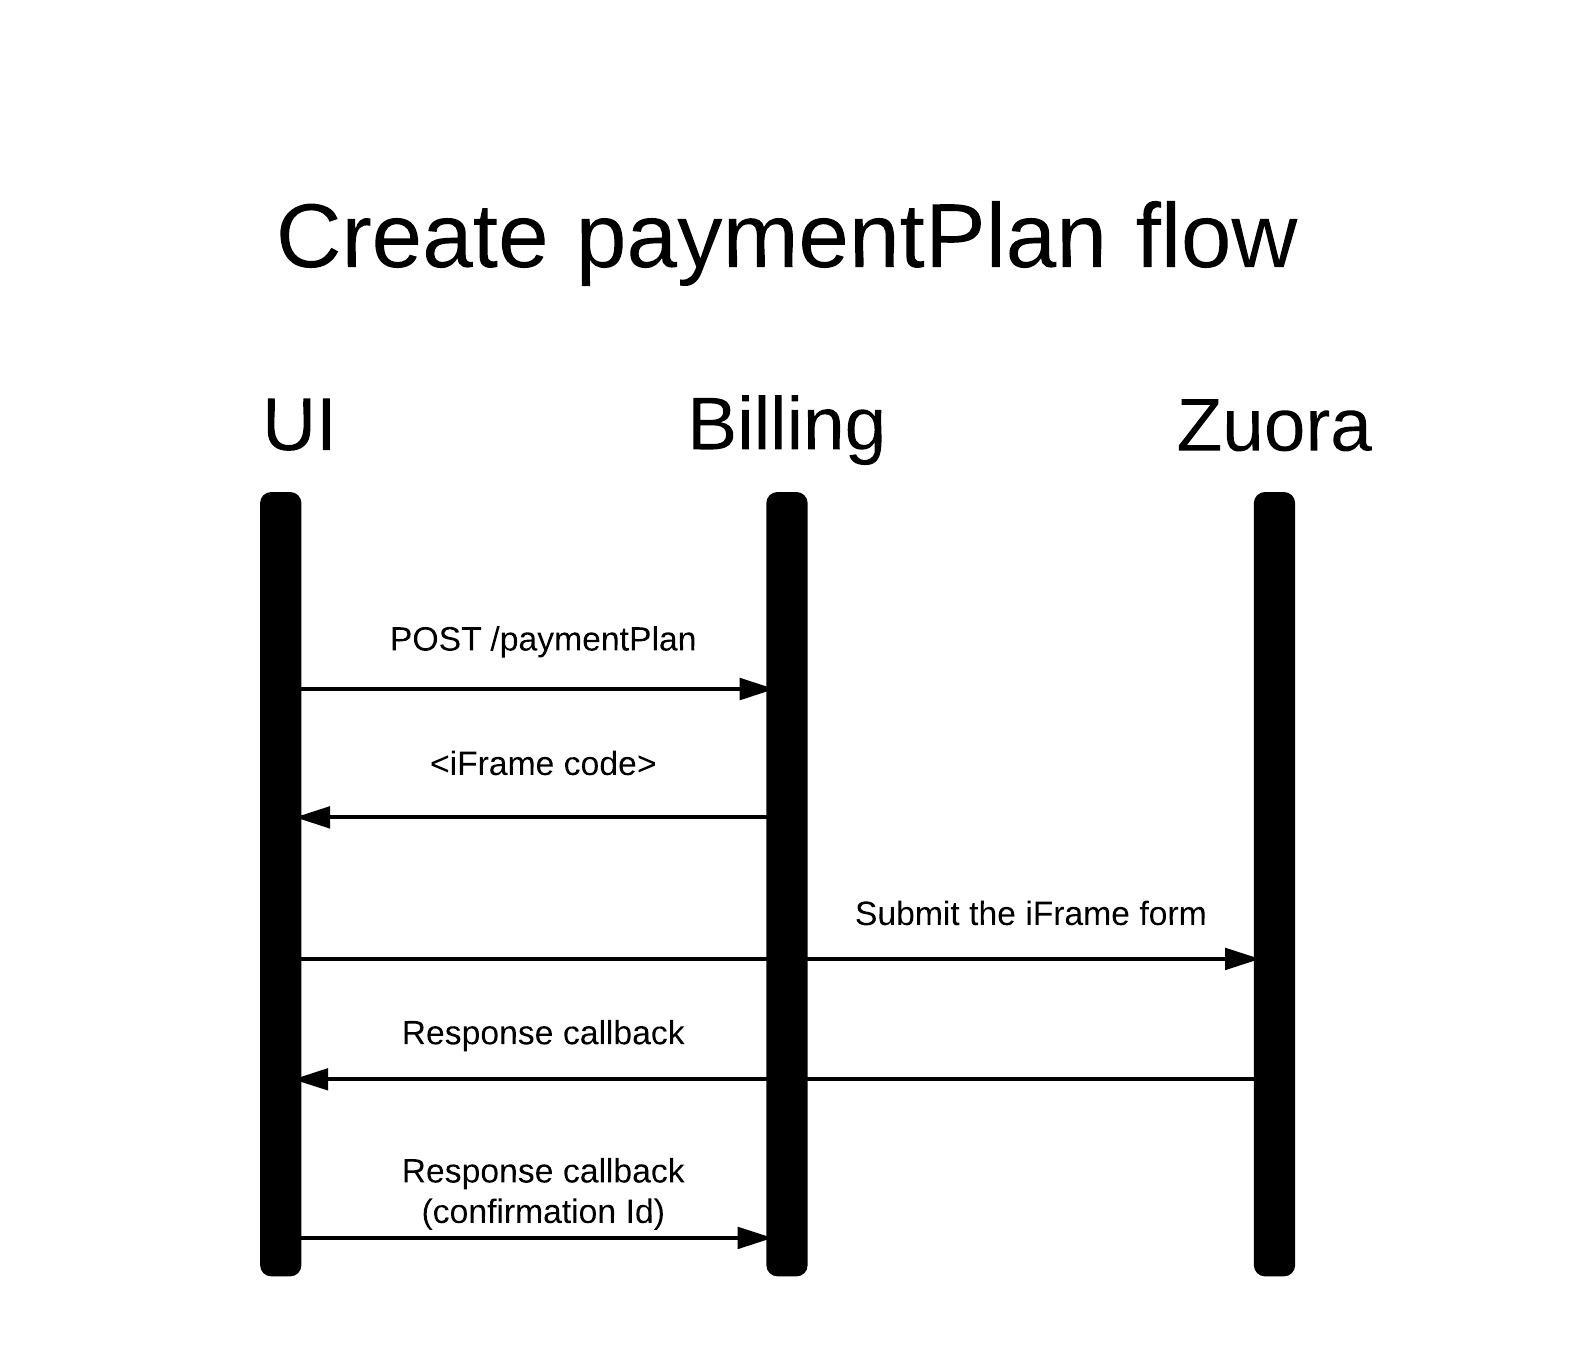 Create paymentPlan flow
UI
Billing
Zuora
POST /paymentPlan
<iFrame code>
Submit the iFrame form
Response callback
Response callback
(confirmation Id)